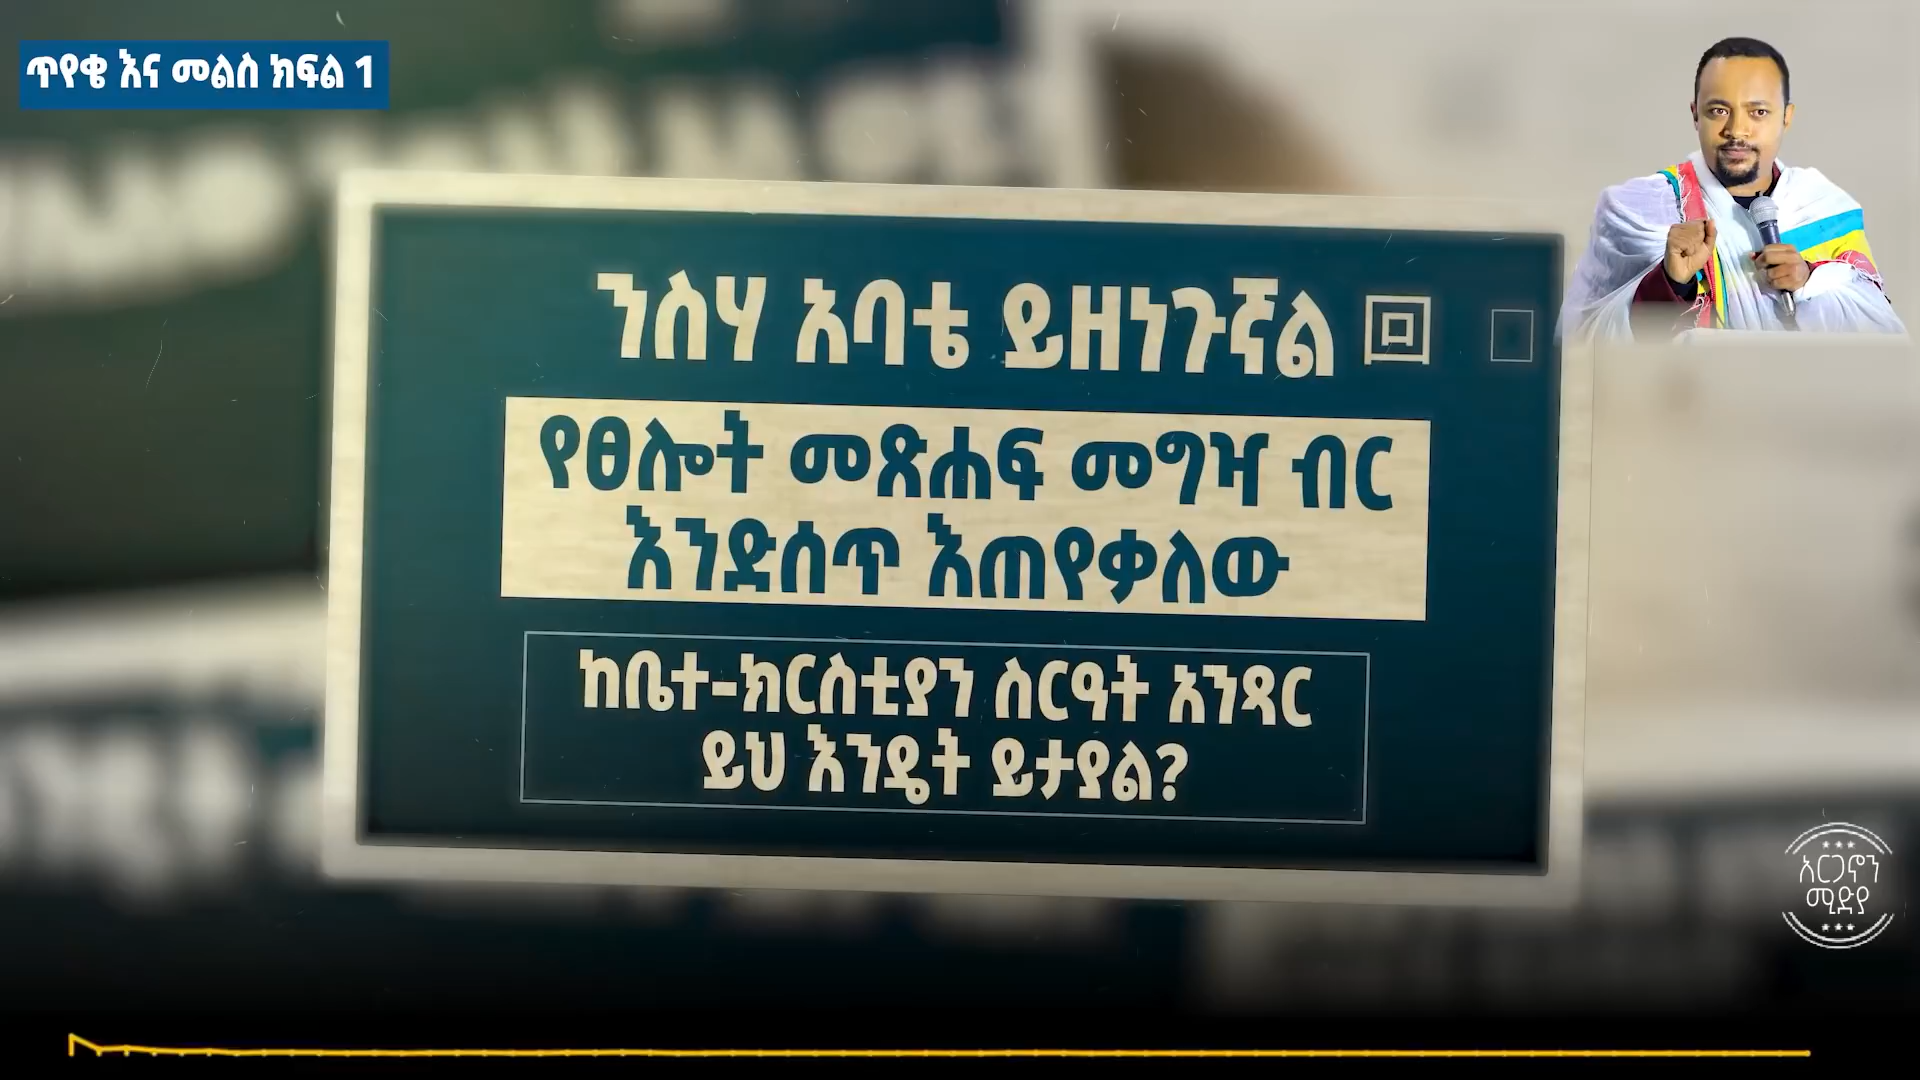 ጥየቄ እና መልስ ክፍል 1
ንስሃ አባቴ ይዘነጉኛል
የፀሎት መጽሐፍ መግዣ ብር
እንድሰጥ እጠየቃለው
ከቤተ-ክርስቲያን ስርዓት አንጻር
ይህ እንዴት ይታያል?
አርጋኖን
ሚድያ